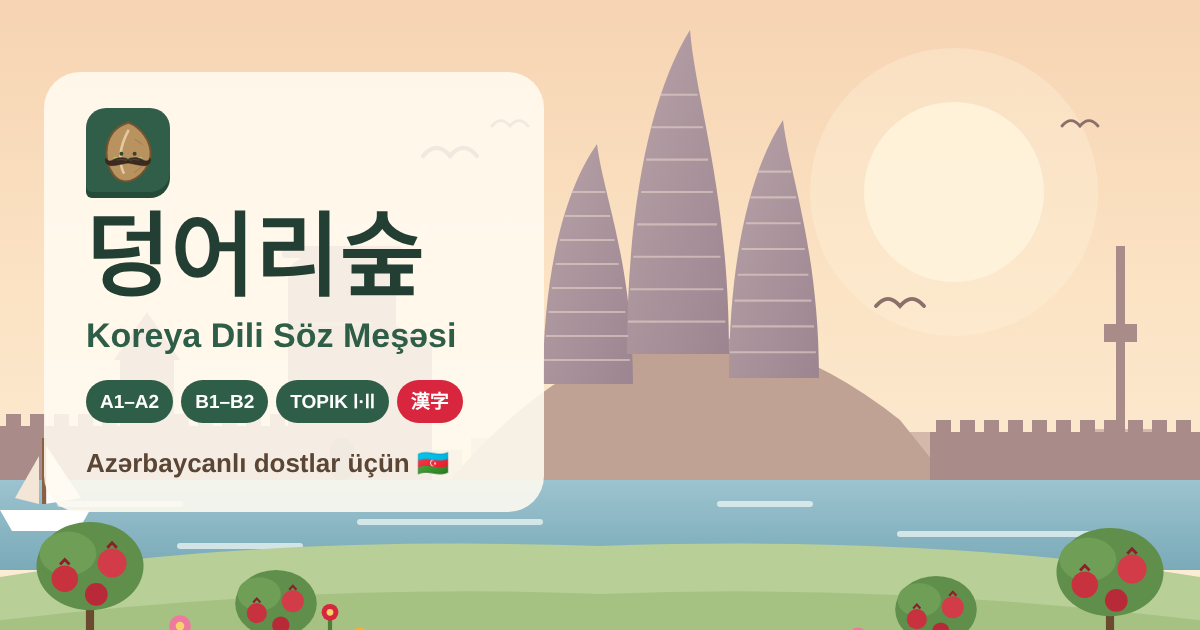 덩어리숲
Koreya Dili Söz Meşəsi
A1–A2 B1–B2 TOPIK Ⅰ·Ⅱ 漢字
Azərbaycanlı dostlar üçün 🇦🇿